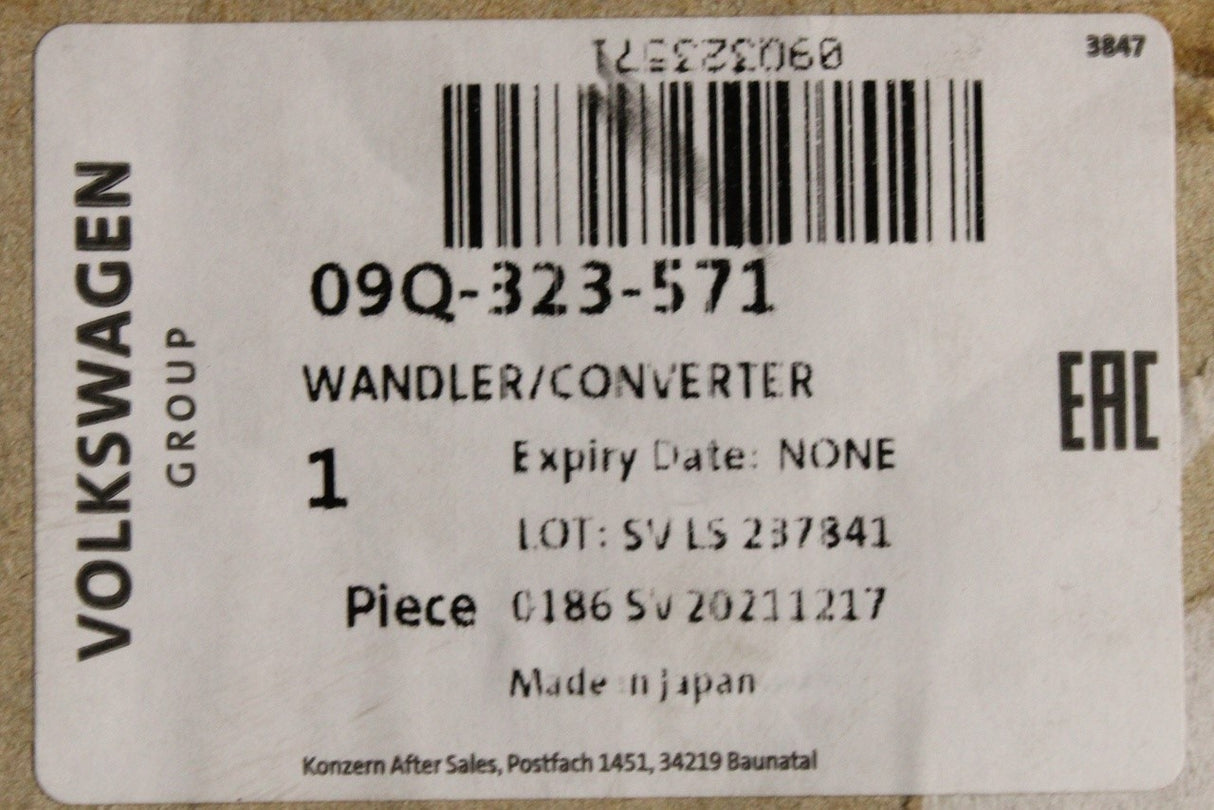 3847
VOLKSWAGEN
GROUP
09Q-323-571
WANDLER/CONVERTER
EAC
1
Expiry Date: NONE
LOT: SV LS 237841
Piece 0186 SV 20211217
Made in Japan
Konzern After Sales, Postfach 1451, 34219 Baunatal